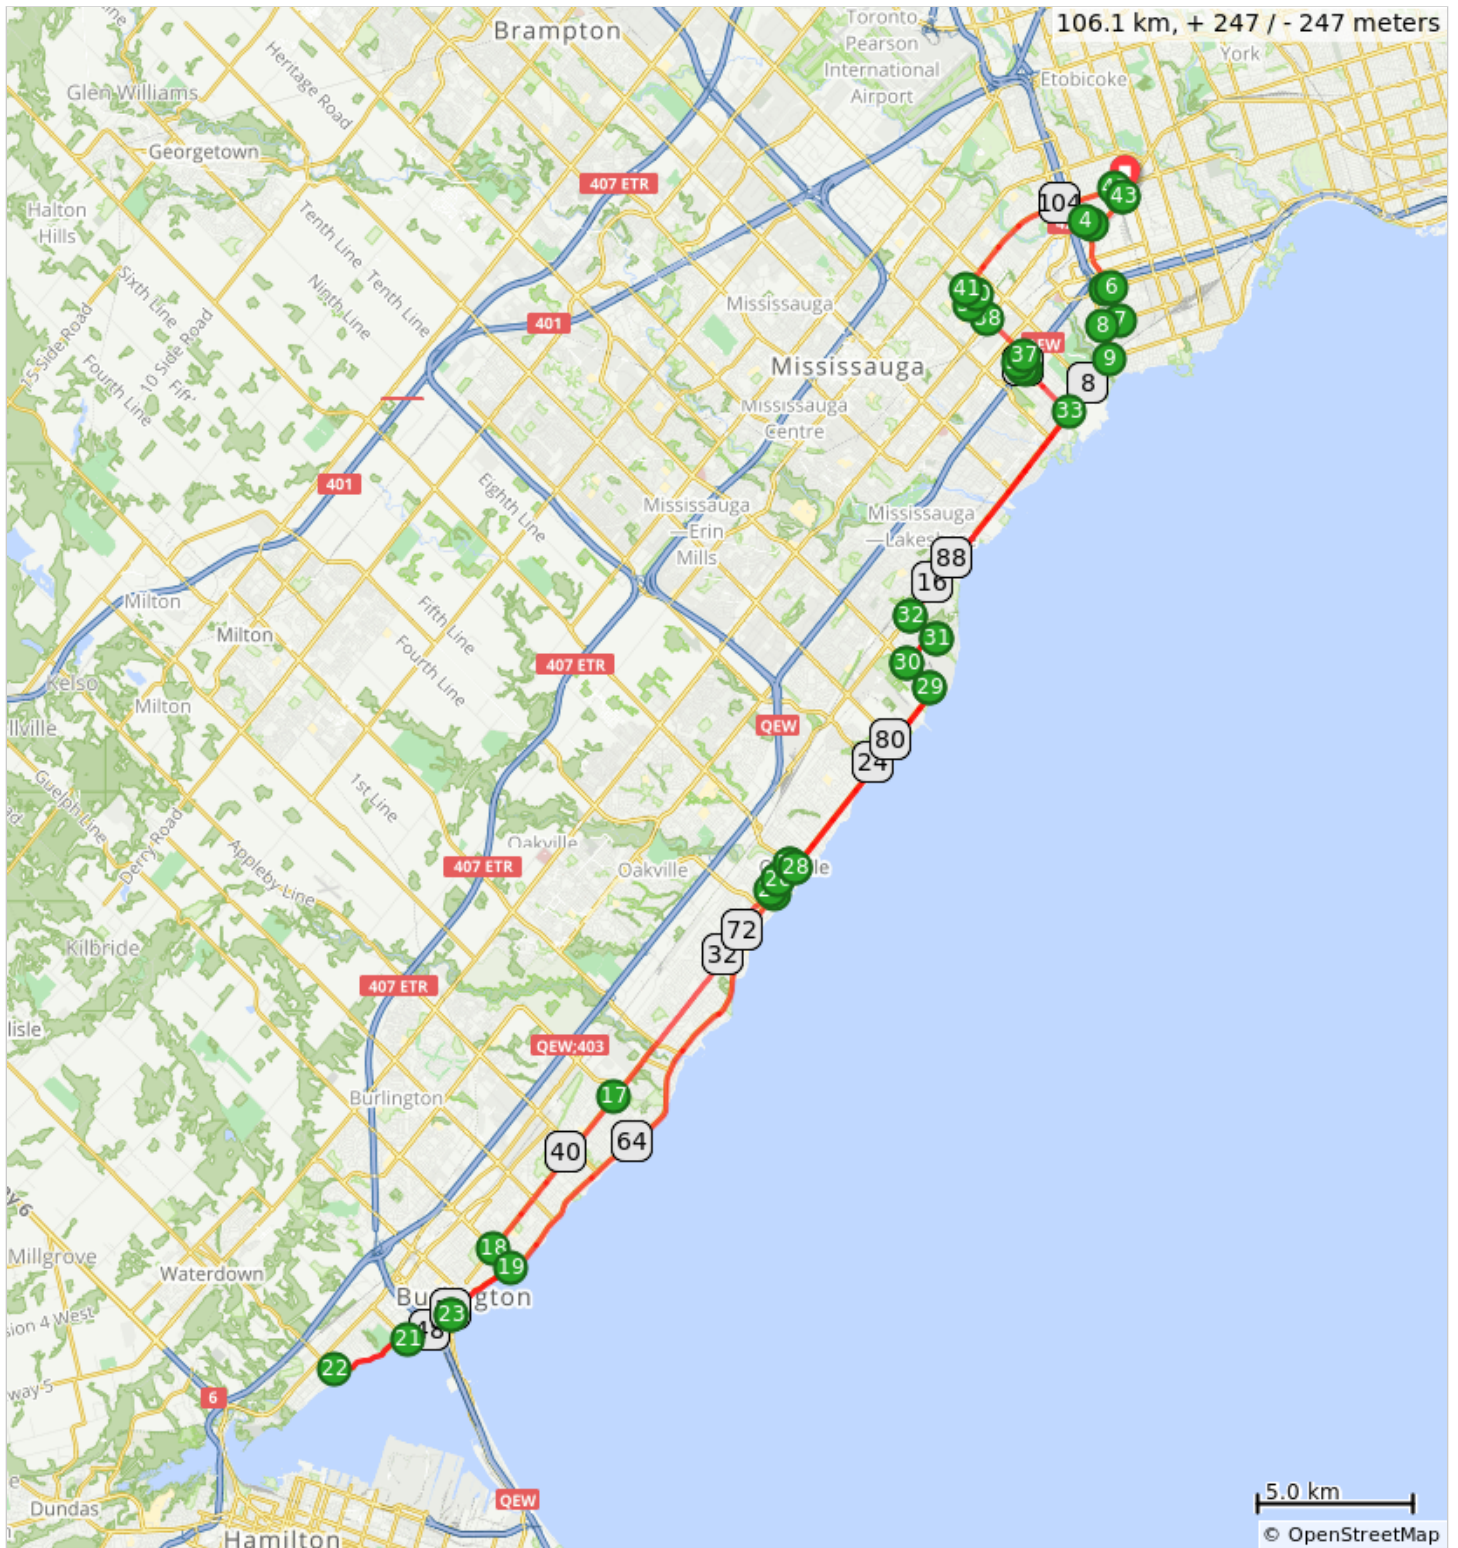 106.1 km, + 247 / - 247 meters
Brampton
Toronto
Pearson
International
Airport
York
Etobicoke
Heritage Road
Glen Williams
Georgetown
407 ETR
Halton
Hills
104
43
4
Tenth Line
Tenth Line
Sixth Line
Ninth Line
15 Side Road
10 Side Road
Fourth Line
401
Mississauga
41
38
6
7
8
9
37
8
33
Mississauga
Mississauga
Centre
401
Eighth Line
Mississauga
—Erin
Mills
Mississauga
88
16
32
31
30
29
Milton
Milton
Fifth Line
Fourth Line
407 ETR
Kelso
Milton
QEW
80
24
1st Line
Guelph Line
Derry Road
Appleby Line
407 ETR
Oakville
Oakville
28
72
32
Kilbride
407 ETR
QEW;403
Burlington
17
40
64
Millgrove
Waterdown
18
19
23
48
21
22
6
Dundas
Hamilton
QEW
5.0 km
© OpenStreetMap